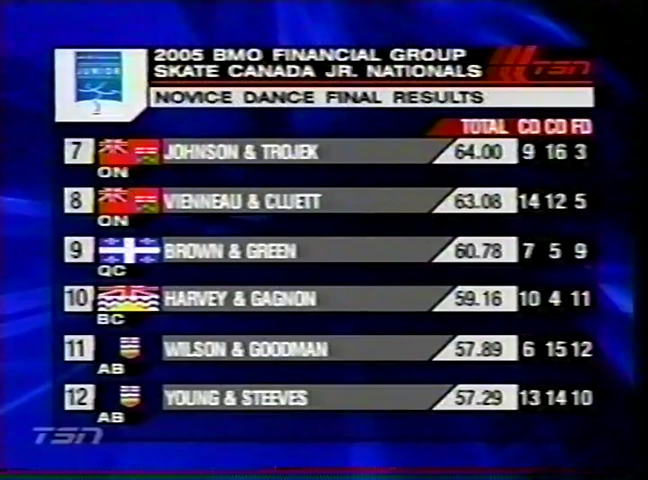 2005 BMO FINANCIAL GROUP
SKATE CANADA JR. NATIONALS
TSN
JUNIOR
NOVICE DANCE FINAL RESULTS
TOTAL CD CD FD
7 JOHNSON & TROJEK 64.00 9 16 3
ON
8 VIENNEAU & CLUETT 63.08 14 12 5
ON
9 BROWN & GREEN 60.78 7 5 9
QC
10 HARVEY & GAGNON 59.16 10 4 11
BC
11 WILSON & GOODMAN 57.89 6 15 12
AB
12 YOUNG & STEEVES 57.29 13 14 10
AB
TSN